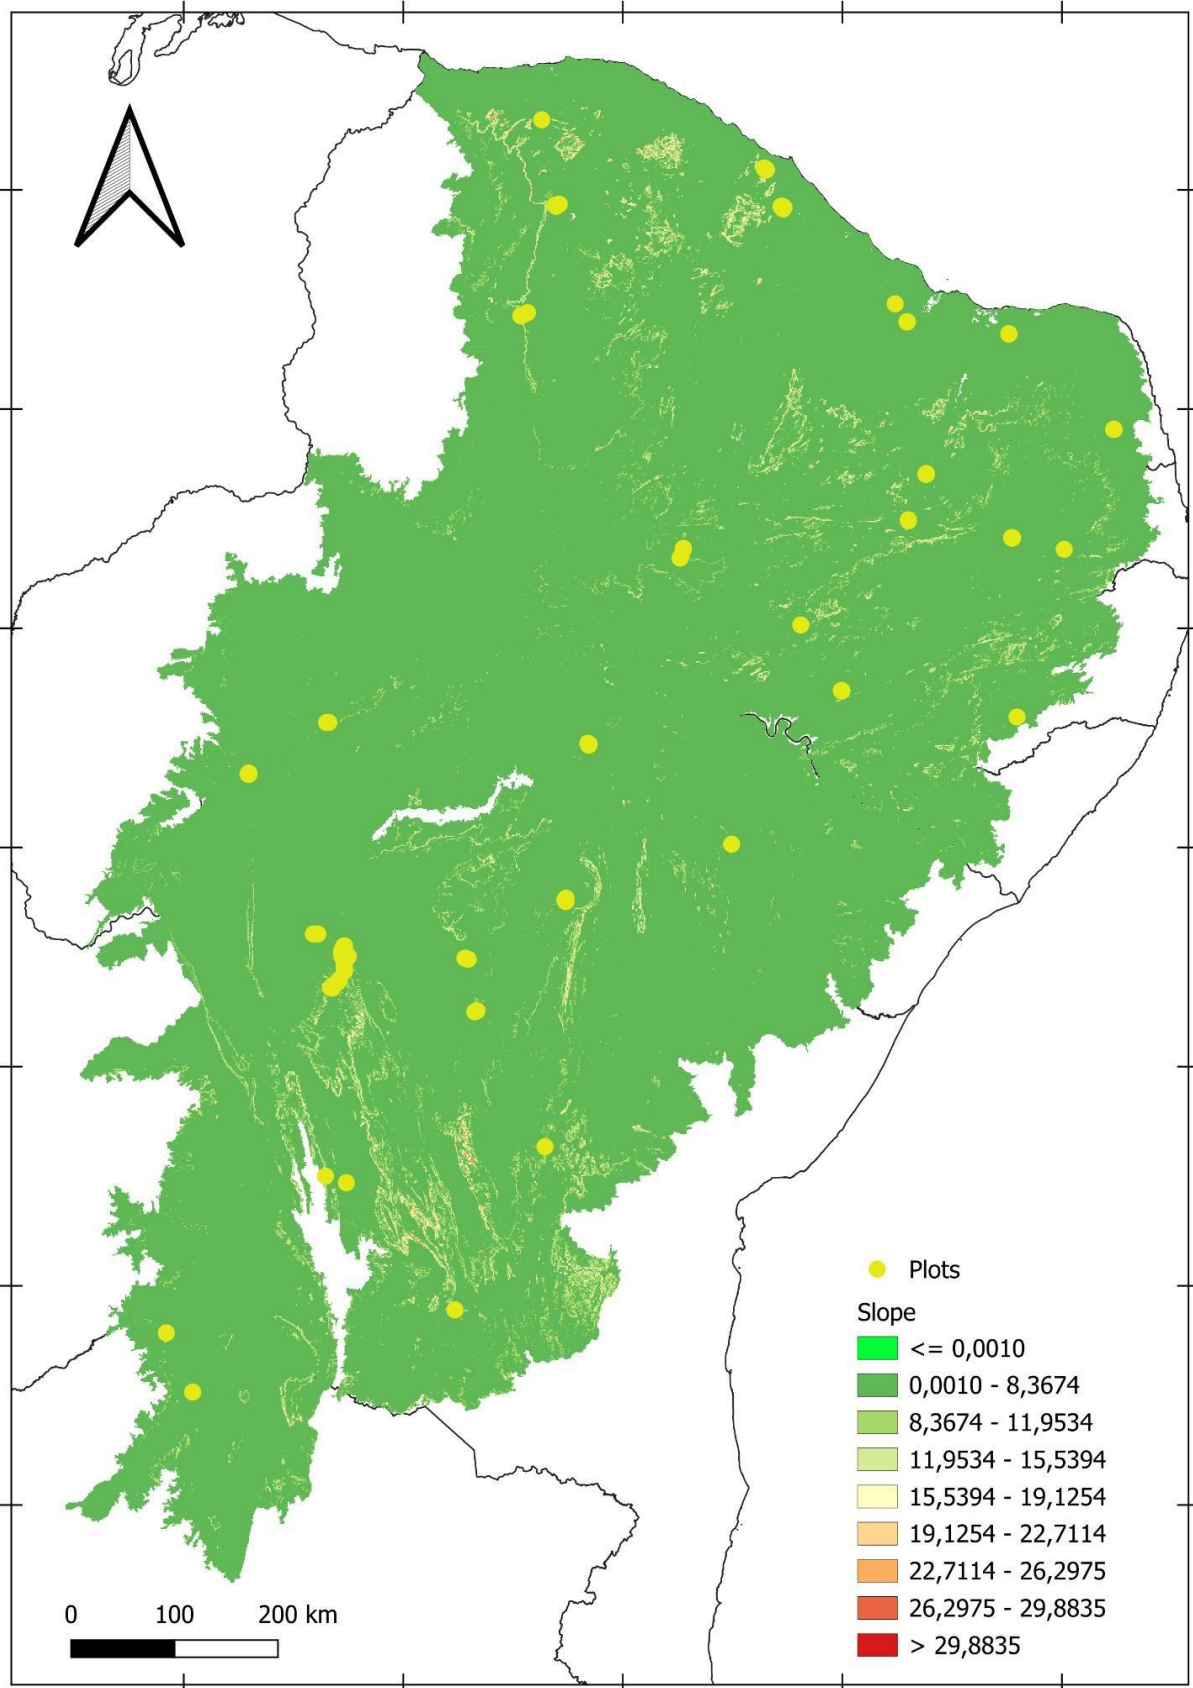 Plots
Slope
<= 0,0010
0,0010 - 8,3674
8,3674 - 11,9534
11,9534 - 15,5394
15,5394 - 19,1254
19,1254 - 22,7114
22,7114 - 26,2975
26,2975 - 29,8835
> 29,8835
0 100 200 km